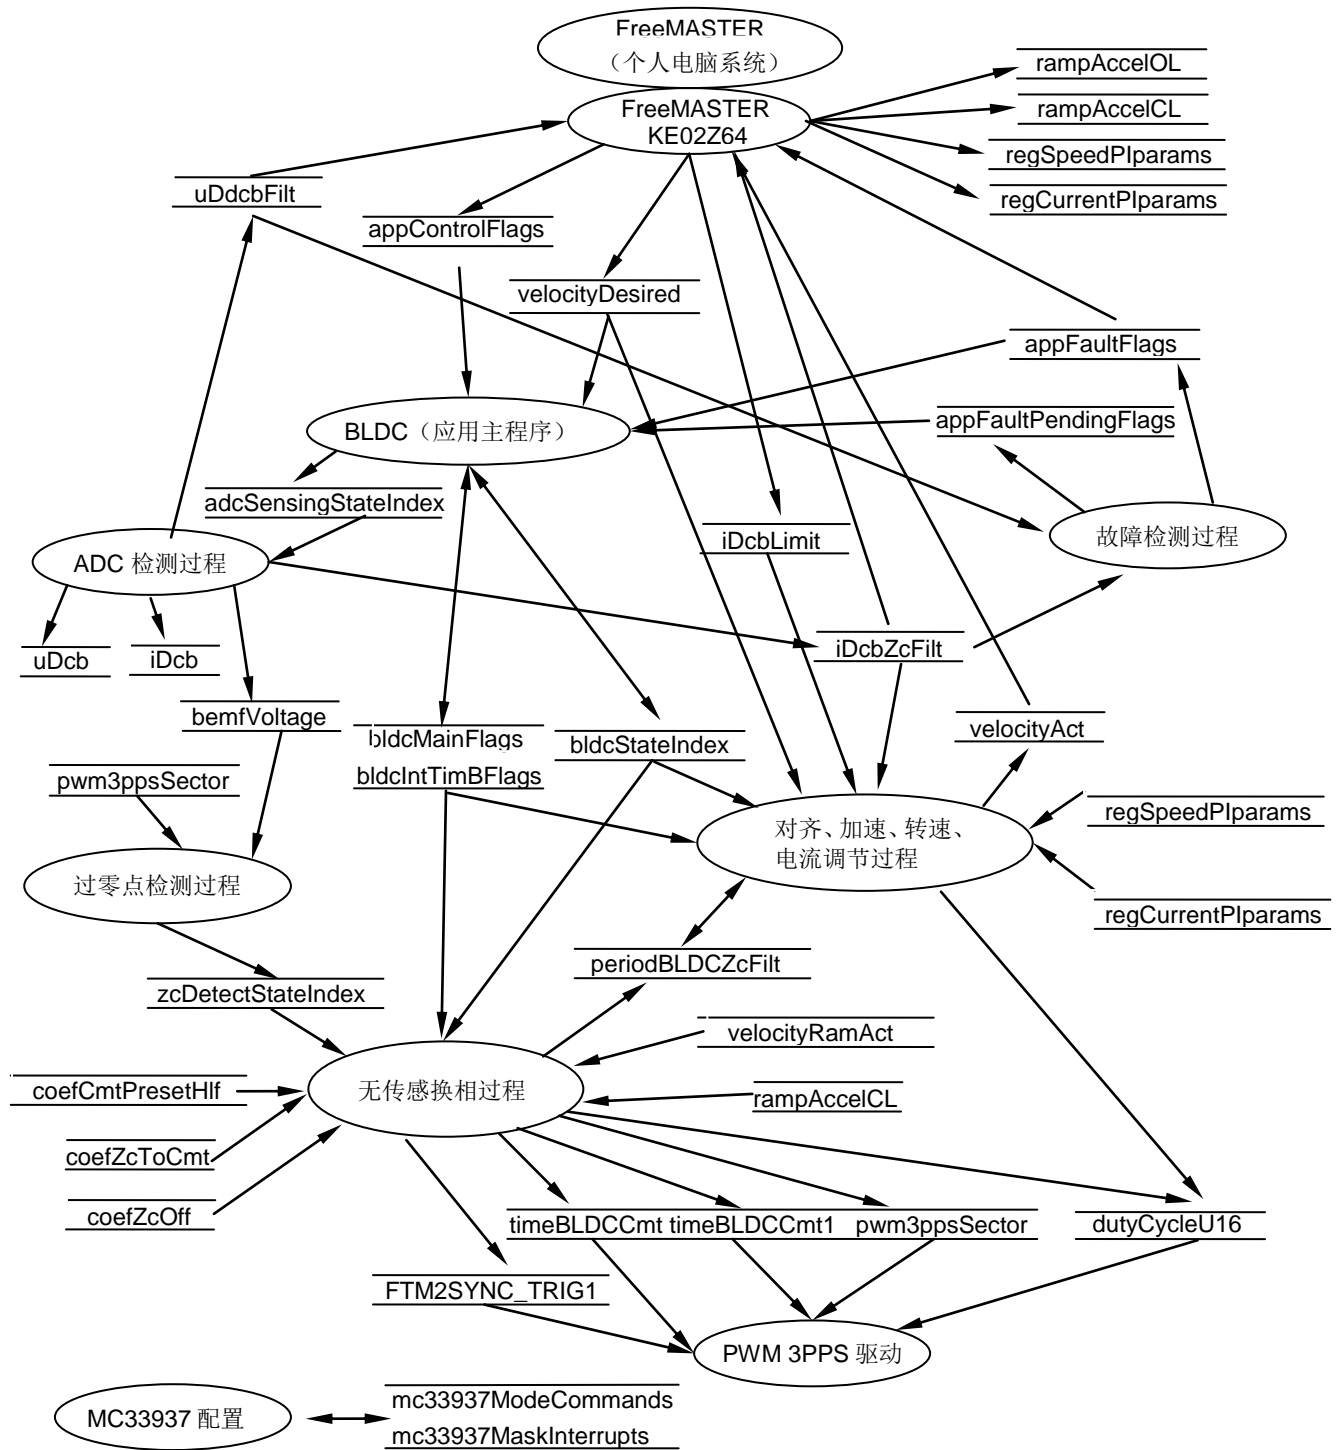 FreeMASTER
（个人电脑系统）
FreeMASTER
KE02Z64
rampAccelOL
rampAccelCL
regSpeedPIparams
regCurrentPIparams
uDdcbFilt
appControlFlags
velocityDesired
appFaultFlags
appFaultPendingFlags
BLDC（应用主程序）
adcSensingStateIndex
iDcbLimit
故障检测过程
ADC 检测过程
uDcb
iDcb
iDcbZcFilt
bemfVoltage
bldcMainFlags
bldcIntTimBFlags
bldcStateIndex
velocityAct
pwm3ppsSector
对齐、加速、转速、
电流调节过程
regSpeedPIparams
regCurrentPIparams
过零点检测过程
zcDetectStateIndex
periodBLDCZcFilt
velocityRamAct
coefCmtPresetHlf
无传感换相过程
rampAccelCL
coefZcToCmt
coefZcOff
timeBLDCCmt timeBLDCCmt1 pwm3ppsSector
dutyCycleU16
FTM2SYNC_TRIG1
PWM 3PPS 驱动
MC33937 配置
mc33937ModeCommands
mc33937MaskInterrupts